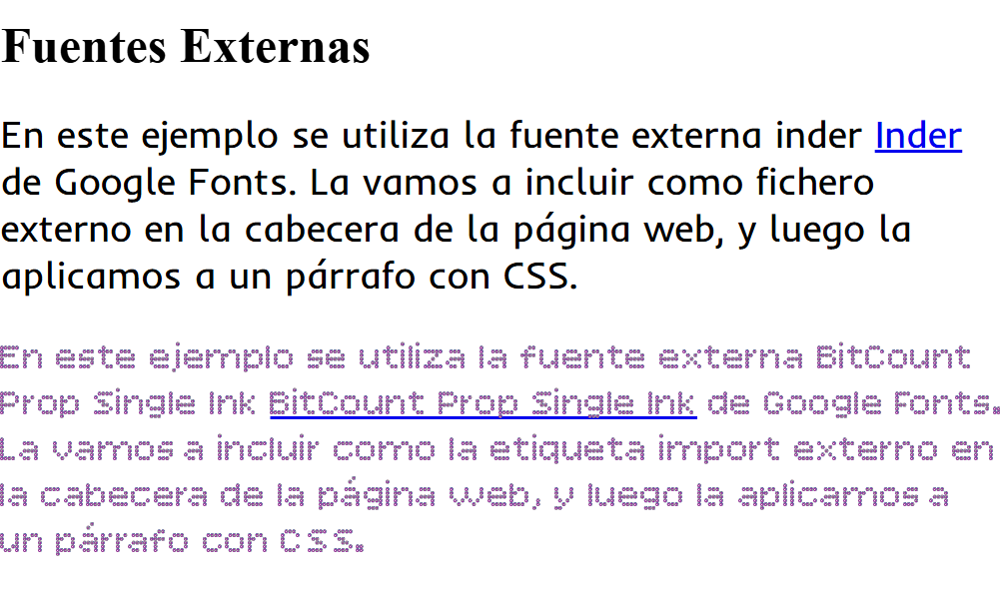 Fuentes Externas
En este ejemplo se utiliza la fuente externa inder Inder
de Google Fonts. La vamos a incluir como fichero
externo en la cabecera de la página web, y luego la
aplicamos a un párrafo con CSS.
En este ejemplo se utiliza la fuente externa BitCount
Prop Single Ink BitCount Prop Single Ink de Google Fonts.
La vamos a incluir como la etiqueta import externo en
la cabecera de la página web, y luego la aplicamos a
un párrafo con CSS.